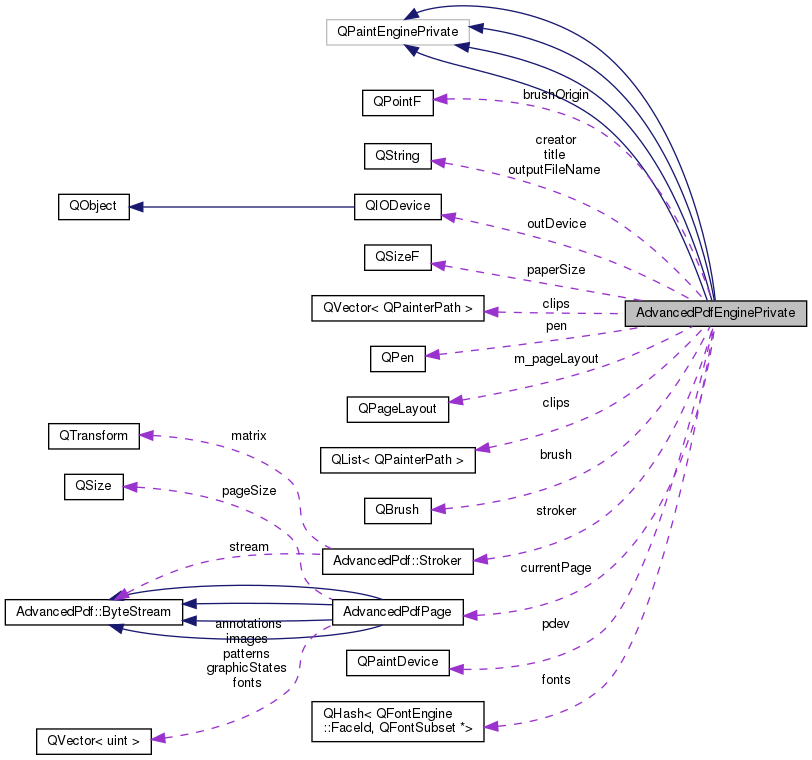 QPaintEnginePrivate
QPointF
brushOrigin
QString
creator
title
outputFileName
QObject
QIODevice
outDevice
QSizeF
paperSize
QVector< QPainterPath >
clips
AdvancedPdfEnginePrivate
pen
QPen
m_pageLayout
QPageLayout
clips
QTransform
matrix
QList< QPainterPath >
brush
QSize
pageSize
QBrush
stroker
stream
AdvancedPdf::Stroker
currentPage
AdvancedPdf::ByteStream
AdvancedPdfPage
annotations
images
patterns
graphicStates
fonts
pdev
QPaintDevice
fonts
QHash< QFontEngine
::FaceId, QFontSubset *>
QVector< uint >